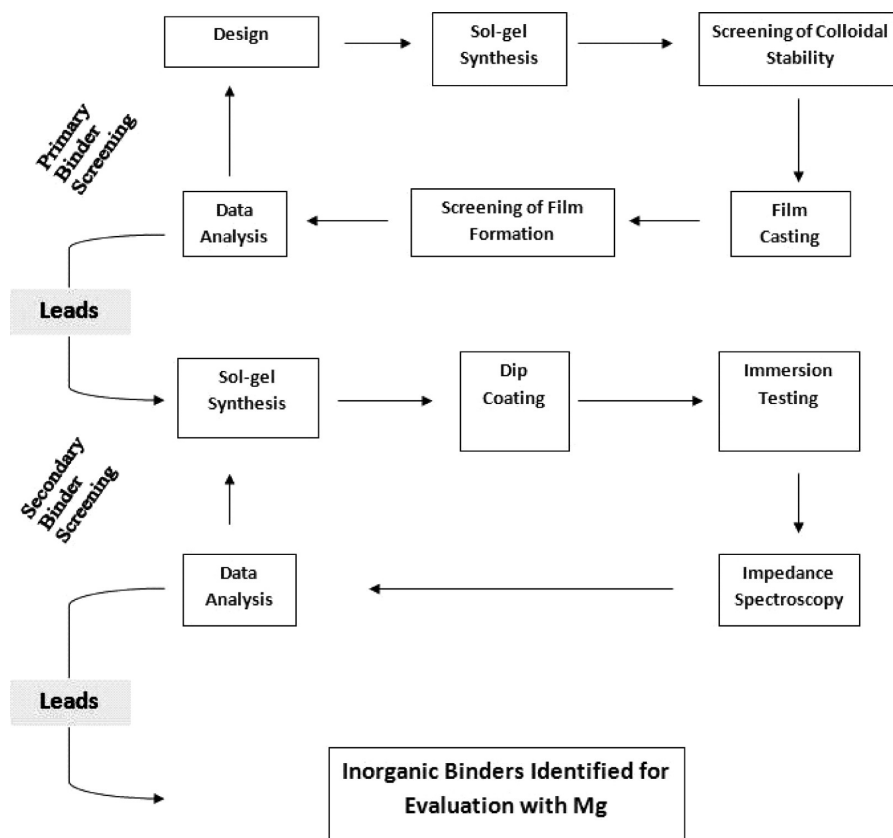 Design
Sol-gel
Synthesis
Screening of Colloidal
Stability
Primary
Binder
Screening
Data
Analysis
Screening of Film
Formation
Film
Casting
Leads
Sol-gel
Synthesis
Dip
Coating
Immersion
Testing
Secondary
Binder
Screening
Data
Analysis
Impedance
Spectroscopy
Leads
Inorganic Binders Identified for
Evaluation with Mg